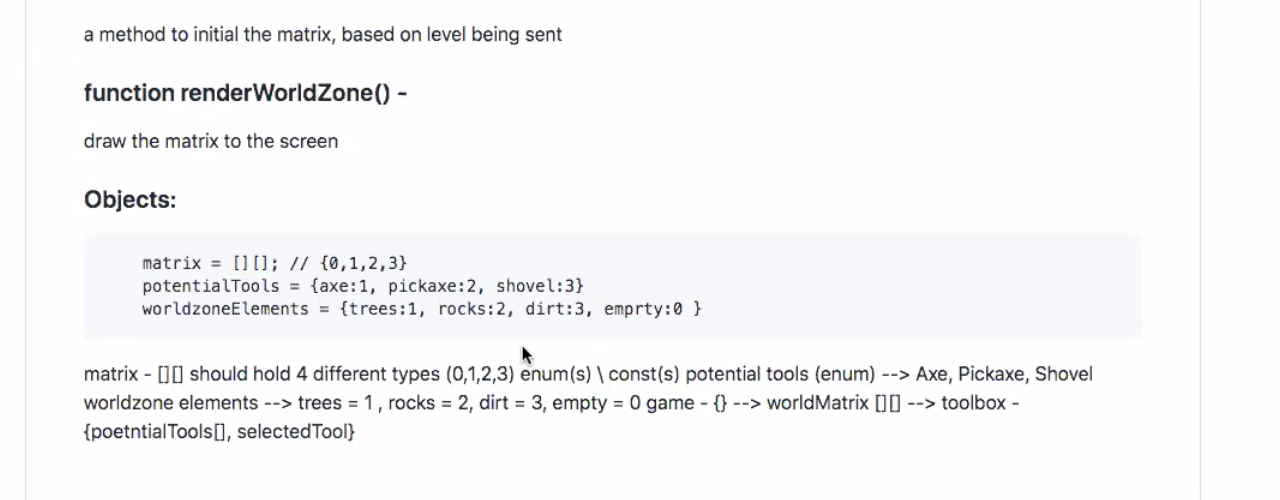 a method to initial the matrix, based on level being sent
function renderWorldZone() -
draw the matrix to the screen
Objects:
matrix = [][]; // {0,1,2,3}
potentialTools = {axe:1, pickaxe:2, shovel:3}
worldzoneElements = {trees:1, rocks:2, dirt:3, emprty:0 }
matrix - [][] should hold 4 different types (0,1,2,3) enum(s) \ const(s) potential tools (enum) --> Axe, Pickaxe, Shovel
worldzone elements --> trees = 1 , rocks = 2, dirt = 3, empty = 0 game - {} --> worldMatrix [][] --> toolbox -
{poetntialTools[], selectedTool}